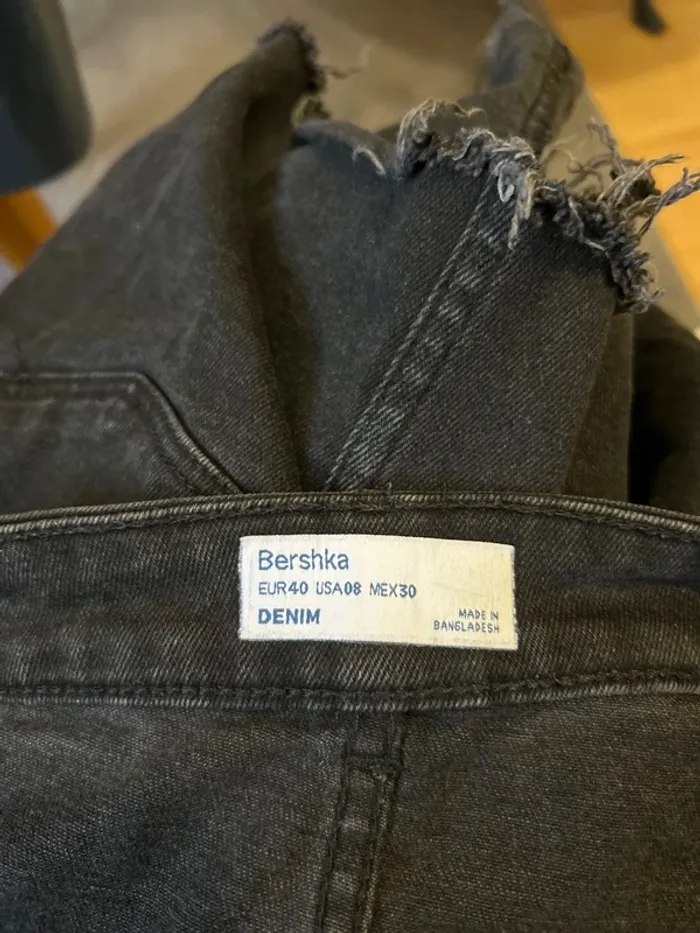 Bershka
EUR40 USA08 MEX30
DENIM
MADE IN
BANGLADESH